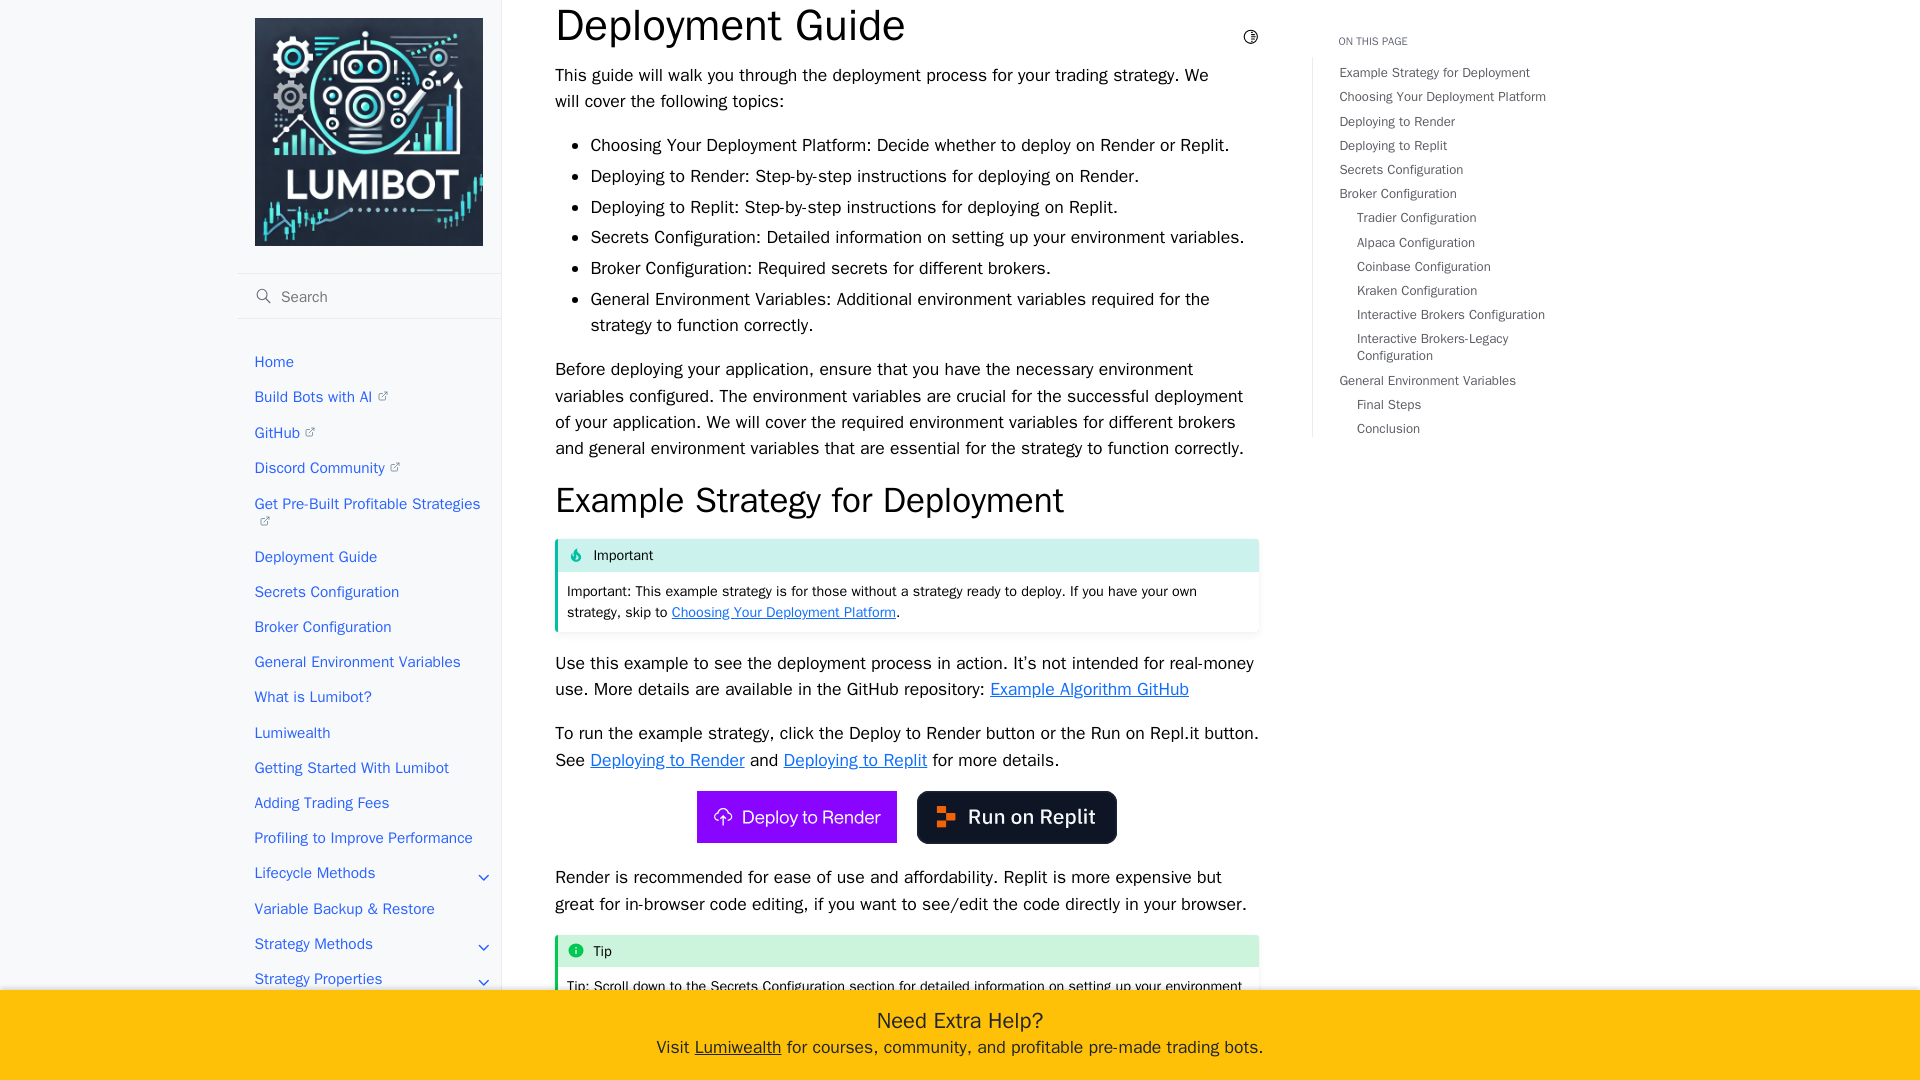 LUMIBOT
Search
Home
Build Bots with AI
GitHub
Discord Community
Get Pre-Built Profitable Strategies
Deployment Guide
Secrets Configuration
Broker Configuration
General Environment Variables
What is Lumibot?
Lumiwealth
Getting Started With Lumibot
Adding Trading Fees
Profiling to Improve Performance
Lifecycle Methods
Variable Backup & Restore
Strategy Methods
Strategy Properties
Deployment Guide
This guide will walk you through the deployment process for your trading strategy. We
will cover the following topics:
Choosing Your Deployment Platform: Decide whether to deploy on Render or Replit.
Deploying to Render: Step-by-step instructions for deploying on Render.
Deploying to Replit: Step-by-step instructions for deploying on Replit.
Secrets Configuration: Detailed information on setting up your environment variables.
Broker Configuration: Required secrets for different brokers.
General Environment Variables: Additional environment variables required for the
strategy to function correctly.
Before deploying your application, ensure that you have the necessary environment
variables configured. The environment variables are crucial for the successful deployment
of your application. We will cover the required environment variables for different brokers
and general environment variables that are essential for the strategy to function correctly.
Example Strategy for Deployment
Important
Important: This example strategy is for those without a strategy ready to deploy. If you have your own
strategy, skip to Choosing Your Deployment Platform.
Use this example to see the deployment process in action. It’s not intended for real-money
use. More details are available in the GitHub repository: Example Algorithm GitHub
To run the example strategy, click the Deploy to Render button or the Run on Repl.it button.
See Deploying to Render and Deploying to Replit for more details.
Deploy to Render
Run on Replit
Render is recommended for ease of use and affordability. Replit is more expensive but
great for in-browser code editing, if you want to see/edit the code directly in your browser.
Tip
Tip: Scroll down to the Secrets Configuration section for detailed information on setting up your environment
ON THIS PAGE
Example Strategy for Deployment
Choosing Your Deployment Platform
Deploying to Render
Deploying to Replit
Secrets Configuration
Broker Configuration
Tradier Configuration
Alpaca Configuration
Coinbase Configuration
Kraken Configuration
Interactive Brokers Configuration
Interactive Brokers-Legacy
Configuration
General Environment Variables
Final Steps
Conclusion
Need Extra Help?
Visit Lumiwealth for courses, community, and profitable pre-made trading bots.